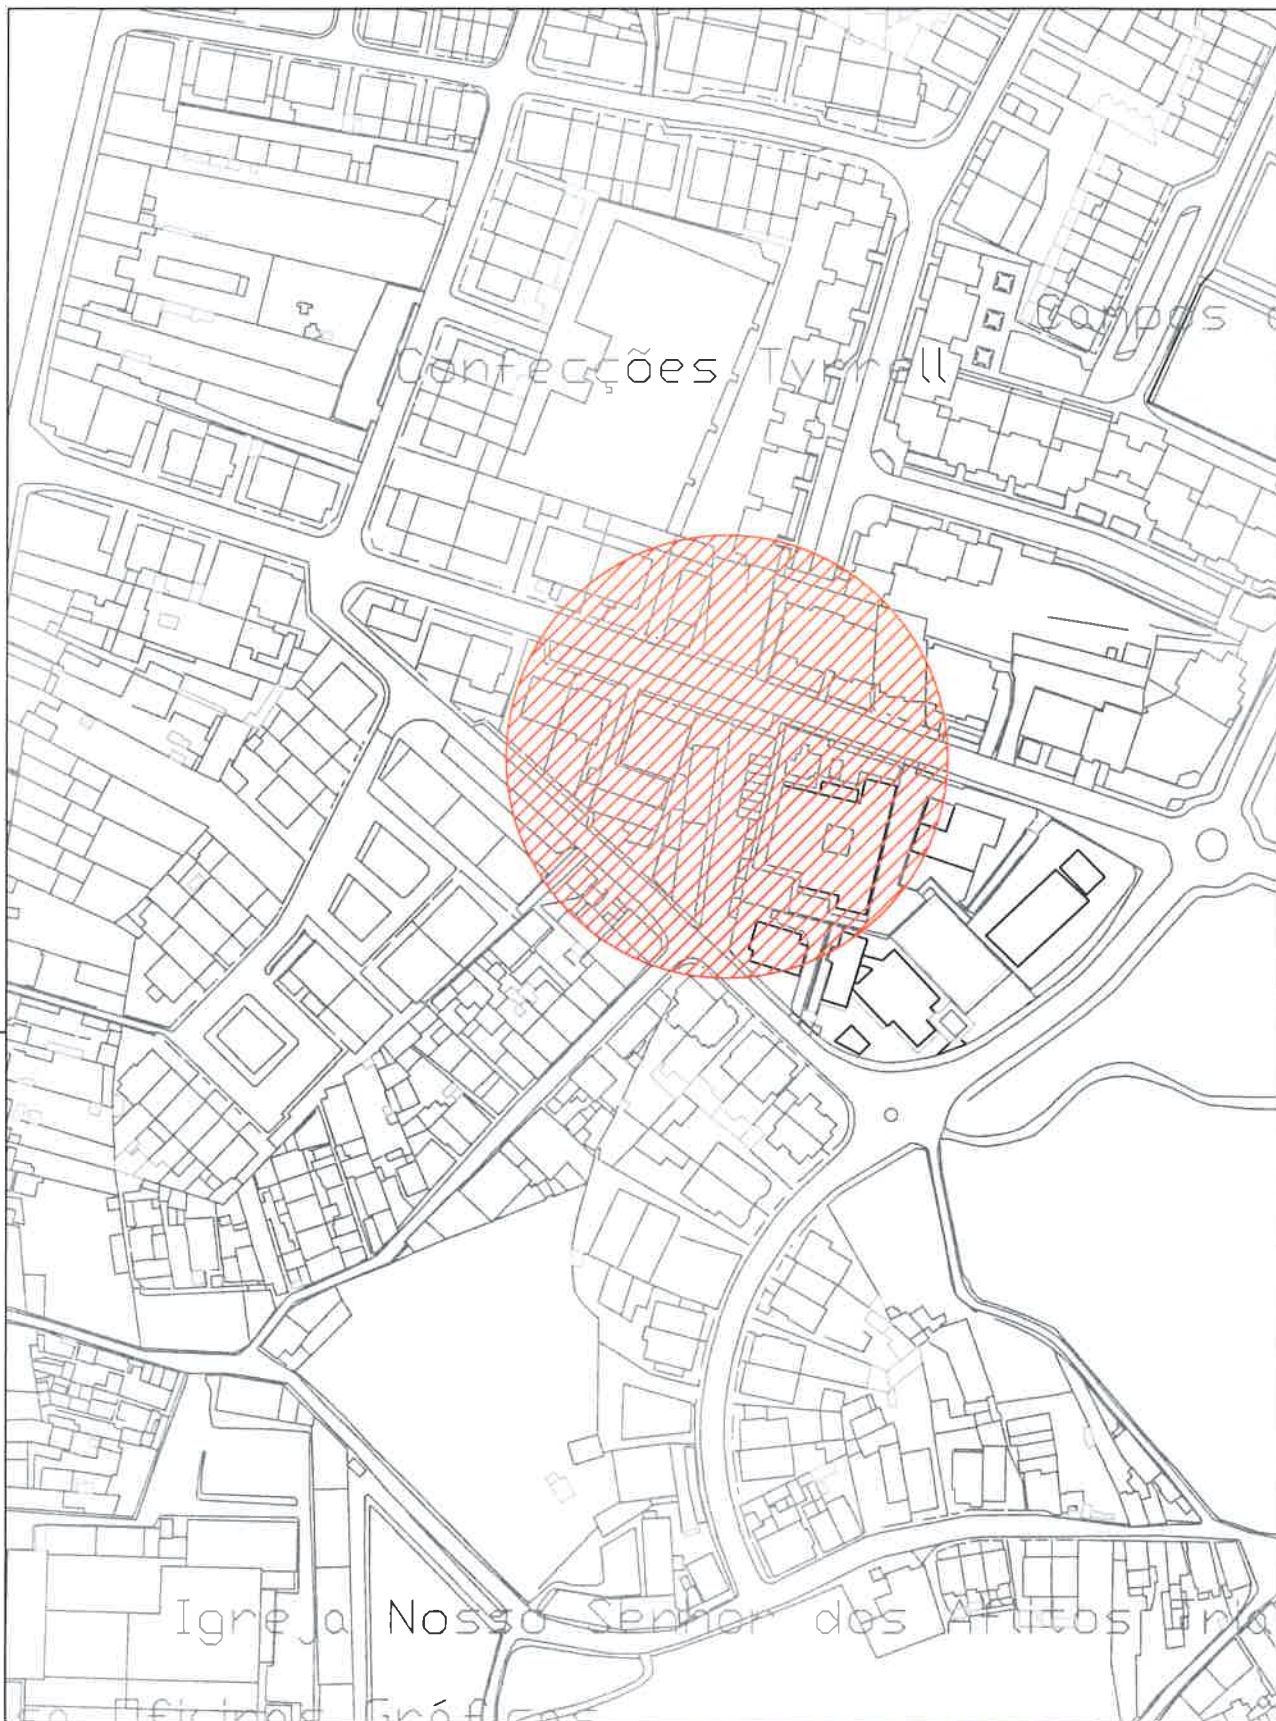 Campos
Confecções Tyrrell
Igreja Nosso Senhor dos Aflitos
Oficinas Gráficas